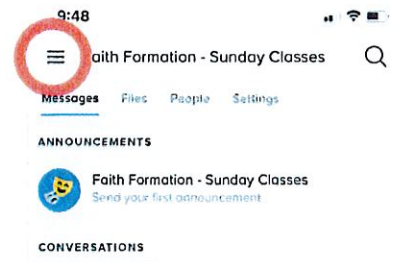 9:48
Faith Formation - Sunday Classes
Messages Files People Settings
ANNOUNCEMENTS
Faith Formation - Sunday Classes
Send your first announcement
CONVERSATIONS